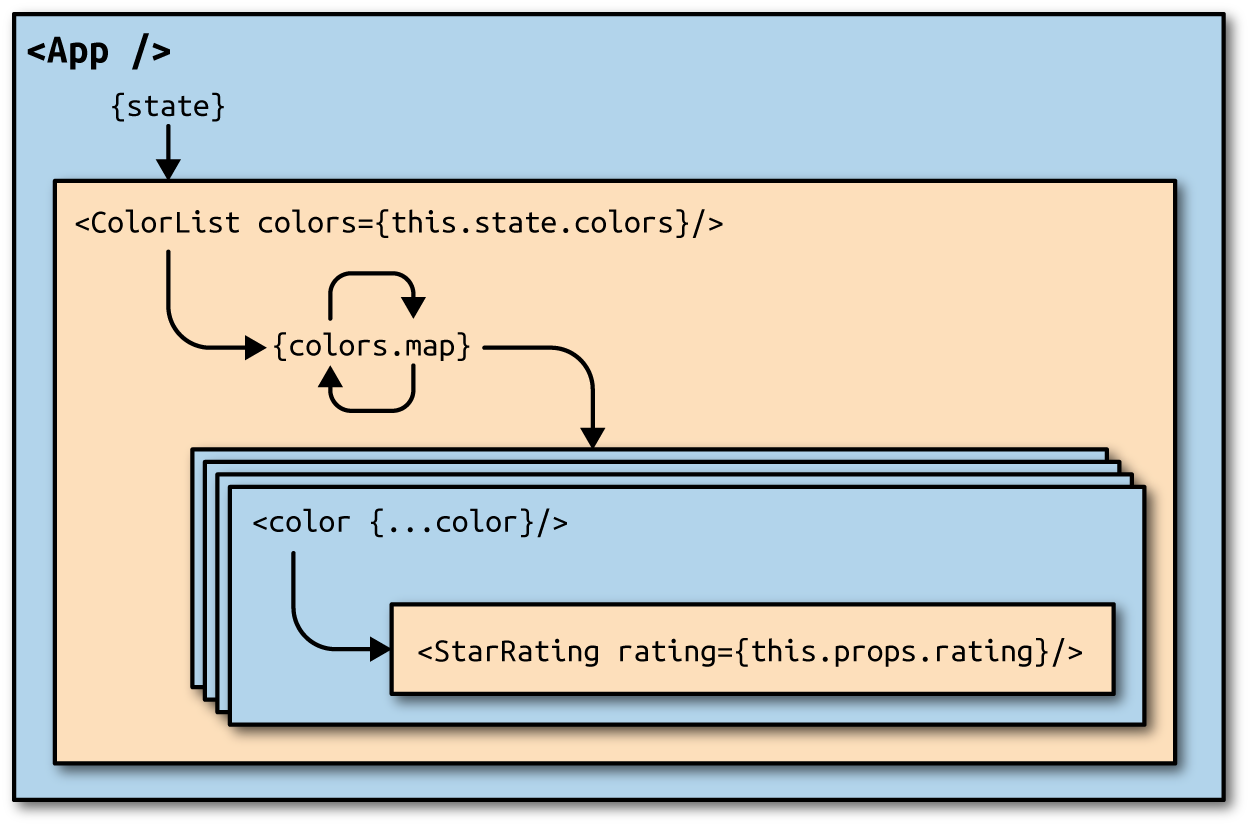 <App />
{state}
<ColorList colors={this.state.colors}/>
{colors.map}
<color {...color}/>
<StarRating rating={this.props.rating}/>